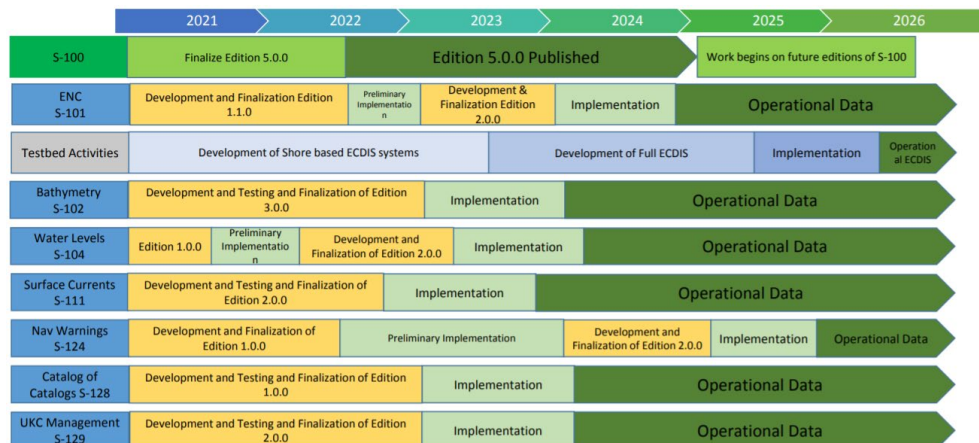 2021 2022 2023 2024 2025 2026
S-100
Finalize Edition 5.0.0
Edition 5.0.0 Published
Work begins on future editions of S-100
ENC
S-101
Development and Finalization Edition
1.1.0
Preliminary
Implementatio
n
Development &
Finalization Edition
2.0.0
Implementation
Operational Data
Testbed Activities
Development of Shore based ECDIS systems
Development of Full ECDIS
Implementation
Operation
al ECDIS
Bathymetry
S-102
Development and Testing and Finalization of Edition
3.0.0
Implementation
Operational Data
Water Levels
S-104
Edition 1.0.0
Preliminary
Implementatio
n
Development and
Finalization of Edition 2.0.0
Implementation
Operational Data
Surface Currents
S-111
Development and Testing and Finalization of
Edition 2.0.0
Implementation
Operational Data
Nav Warnings
S-124
Development and Finalization of
Edition 1.0.0
Preliminary Implementation
Development and
Finalization of Edition 2.0.0
Implementation
Operational Data
Catalog of
Catalogs S-128
Development and Testing and Finalization of Edition
1.0.0
Implementation
Operational Data
UKC Management
S-129
Development and Testing and Finalization of Edition
2.0.0
Implementation
Operational Data